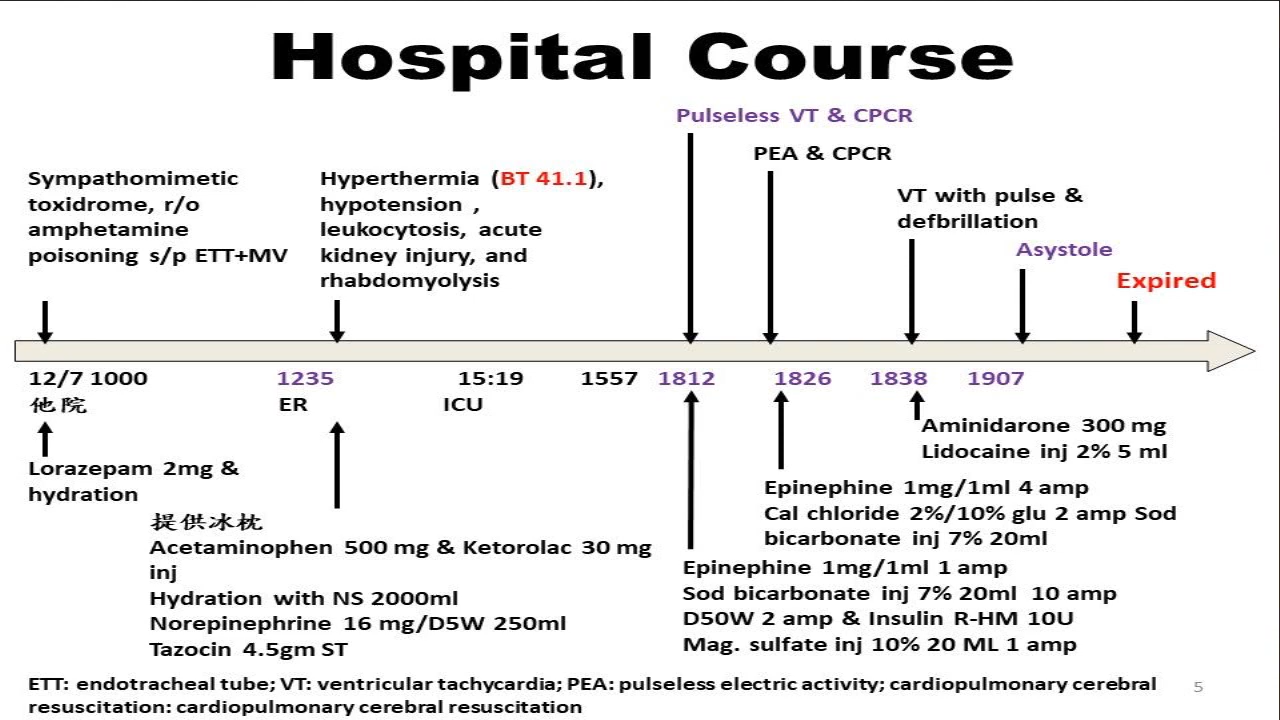 Hospital Course
Pulseless VT & CPCR
PEA & CPCR
Sympathomimetic
toxidrome, r/o
amphetamine
poisoning s/p ETT+MV
Hyperthermia (BT 41.1),
hypotension ,
leukocytosis, acute
kidney injury, and
rhabdomyolysis
VT with pulse &
defbrillation
Asystole
Expired
12/7 1000
他院
1235
ER
15:19
ICU
1557
1812
1826
1838
1907
Lorazepam 2mg &
hydration
提供冰枕
Acetaminophen 500 mg & Ketorolac 30 mg
inj
Hydration with NS 2000ml
Norepinephrine 16 mg/D5W 250ml
Tazocin 4.5gm ST
Aminidarone 300 mg
Lidocaine inj 2% 5 ml
Epinephine 1mg/1ml 4 amp
Cal chloride 2%/10% glu 2 amp Sod
bicarbonate inj 7% 20ml
Epinephine 1mg/1ml 1 amp
Sod bicarbonate inj 7% 20ml 10 amp
D50W 2 amp & Insulin R-HM 10U
Mag. sulfate inj 10% 20 ML 1 amp
ETT: endotracheal tube; VT: ventricular tachycardia; PEA: pulseless electric activity; cardiopulmonary cerebral
resuscitation: cardiopulmonary cerebral resuscitation
5